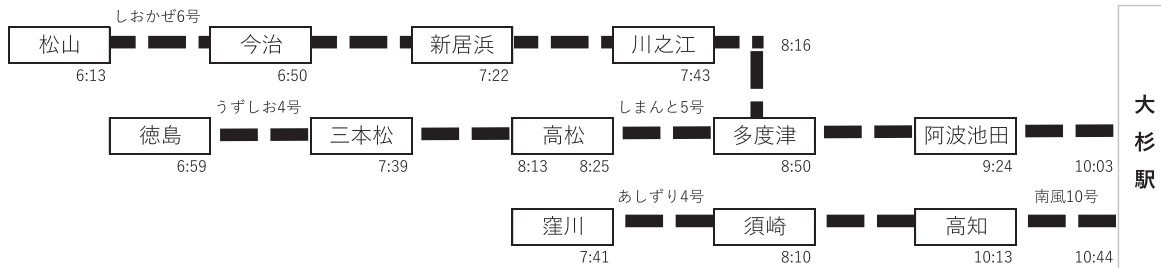 しおかぜ6号
松山 今治 新居浜 川之江 8:16
6:13 6:50 7:22 7:43
うずしお4号 しまんと5号
徳島 三本松 高松 多度津 阿波池田
6:59 7:39 8:13 8:25 8:50 9:24 10:03
あしずり4号 南風10号
窪川 須崎 高知
7:41 8:10 10:13 10:44
大杉駅